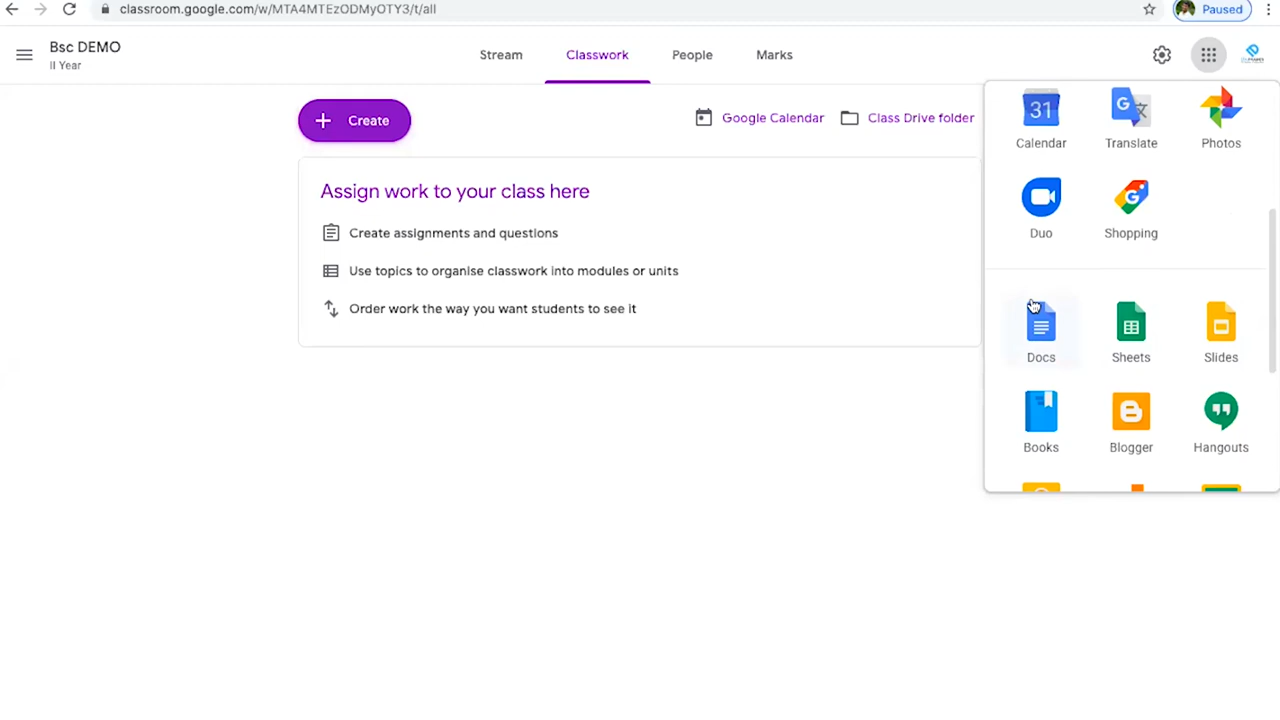 classroom.google.com/w/MTA4MTEzODMyOTY3/t/all
Paused
Bsc DEMO
II Year
Stream
Classwork
People
Marks
Create
Google Calendar
Class Drive folder
Assign work to your class here
Create assignments and questions
Use topics to organise classwork into modules or units
Order work the way you want students to see it
31
Calendar
Translate
Photos
Duo
Shopping
Docs
Sheets
Slides
Books
Blogger
Hangouts